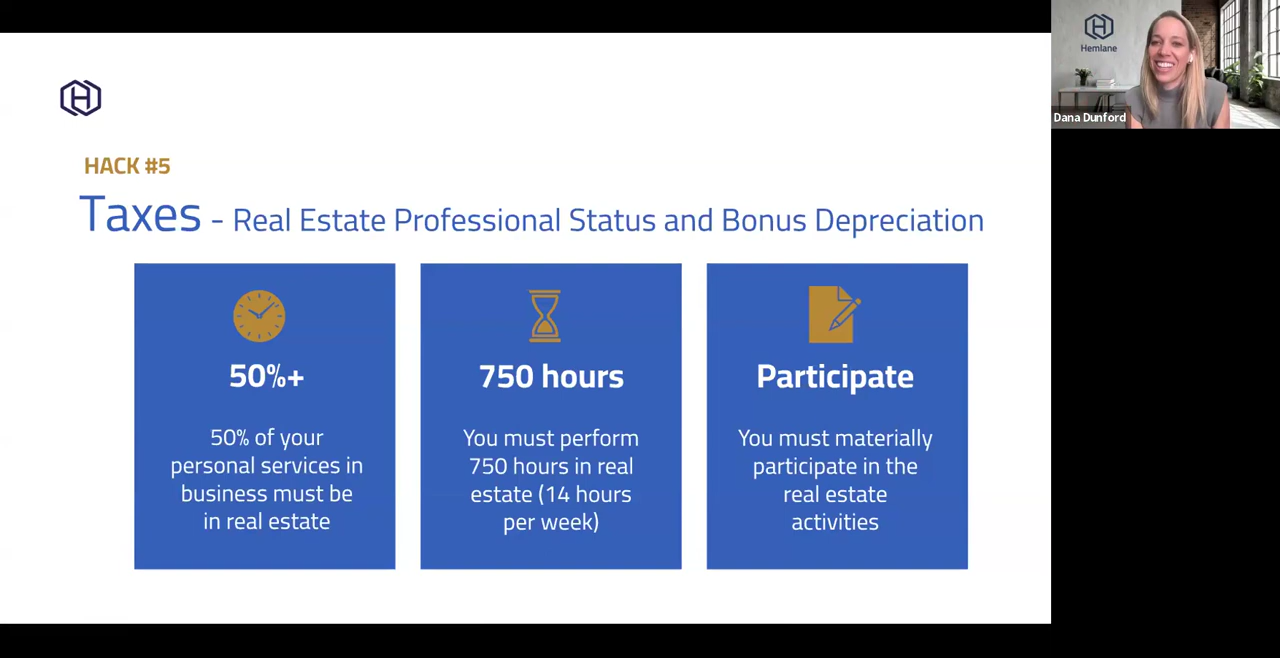 HACK #5
Taxes - Real Estate Professional Status and Bonus Depreciation
50%+
50% of your
personal services in
business must be
in real estate
750 hours
You must perform
750 hours in real
estate (14 hours
per week)
Participate
You must materially
participate in the
real estate
activities
Hemlane
Dana Dunford